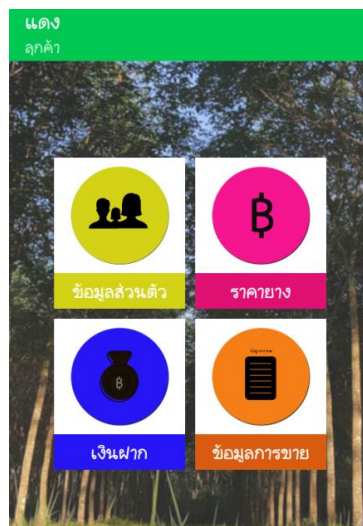 แดง
ลูกค้า
฿
ข้อมูลส่วนตัว
ราคายาง
฿
เงินฝาก
ข้อมูลการขาย